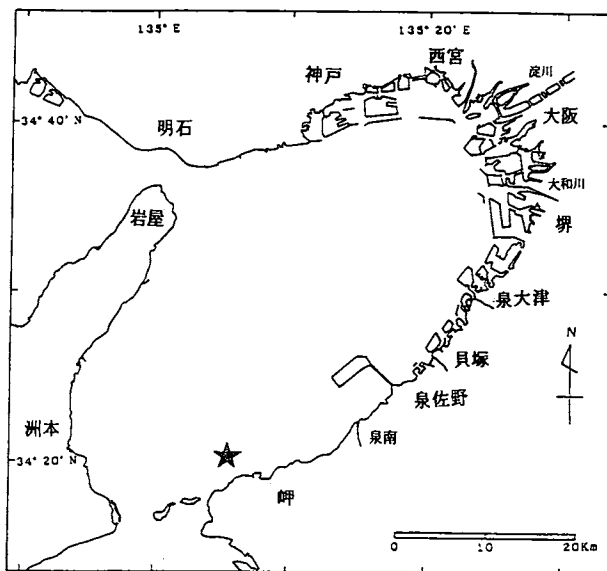 135° E
135° 20' E
西宮
神戸
淀川
34° 40' N
明石
大阪
大和川
岩屋
堺
泉大津
N
貝塚
泉佐野
洲本
泉南
34° 20' N
岬
0 10 20Km